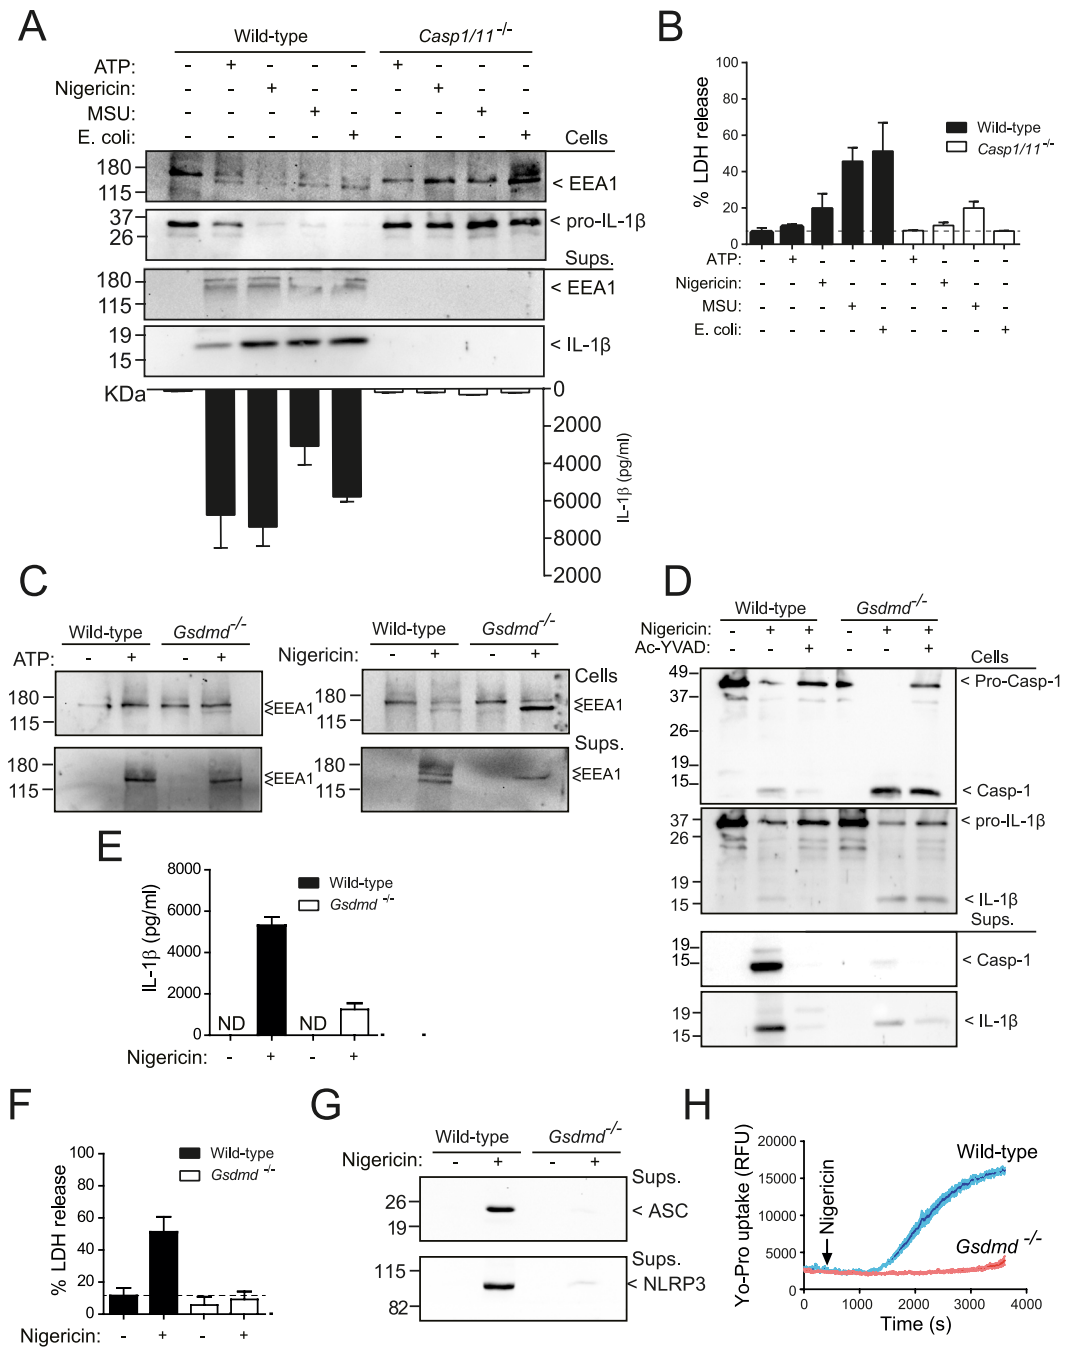 A
Wild-type
Casp1/11-/-
ATP: - + - - - + - - -
Nigericin: - - + - - - + - -
MSU: - - - + - - - + -
E. coli: - - - - + - - - +
Cells
180
115
< EEA1
37
26
< pro-IL-1β
Sups.
180
115
< EEA1
19
15
< IL-1β
KDa
0
2000
4000
6000
8000
2000
IL-1β (pg/ml)
B
% LDH release
100
80
60
40
20
0
Wild-type
Casp1/11-/-
ATP: - + - - - + - - -
Nigericin: - - + - - - + - -
MSU: - - - + - - - + -
E. coli: - - - - + - - - +
C
Wild-type Gsdmd-/-
ATP: - + - +
180
115
EEA1
180
115
EEA1
Wild-type Gsdmd-/-
Nigericin: - + - +
Cells
180
115
EEA1
Sups.
180
115
EEA1
D
Wild-type Gsdmd-/-
Nigericin: - + + - + +
Ac-YVAD: - - + - - +
Cells
49
37
26
19
15
< Pro-Casp-1
< Casp-1
37
26
19
15
< pro-IL-1β
< IL-1β
Sups.
19
15
< Casp-1
19
15
< IL-1β
E
IL-1β (pg/ml)
8000
6000
4000
2000
0
Wild-type
Gsdmd -/-
ND ND
Nigericin: - + - +
F
% LDH release
100
80
60
40
20
0
Wild-type
Gsdmd -/-
Nigericin: - + - +
G
Wild-type Gsdmd-/-
Nigericin: - + - +
Sups.
26
19
< ASC
Sups.
115
82
< NLRP3
H
Yo-Pro uptake (RFU)
20000
15000
10000
5000
0
Nigericin
Wild-type
Gsdmd -/-
0 1000 2000 3000 4000
Time (s)